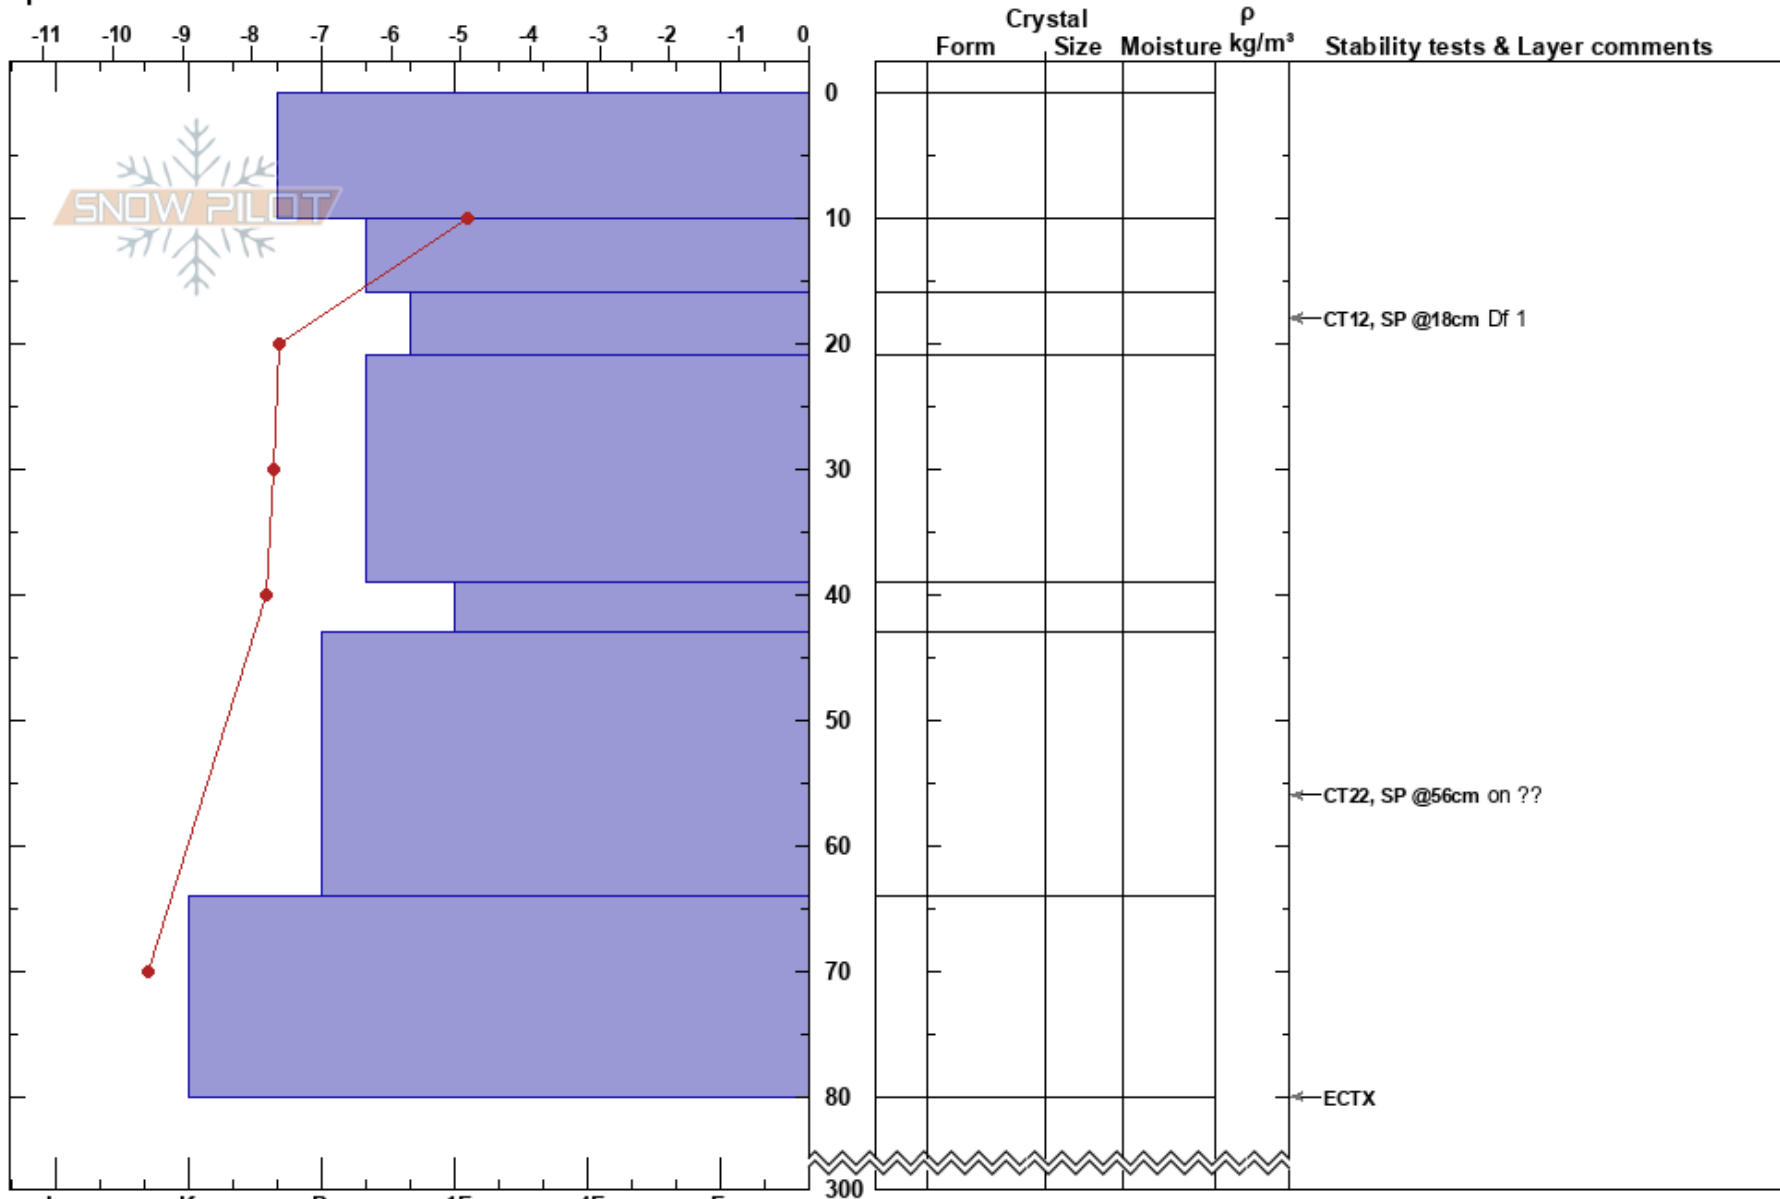 Crystal ρ
-11 -10 -9 -8 -7 -6 -5 -4 -3 -2 -1 0 Form Size Moisture kg/m³ Stability tests & Layer comments
0
SNOW PILOT
10
CT12, SP @18cm Df 1
20
30
40
50
CT22, SP @56cm on ??
60
70
80 ECTX
300